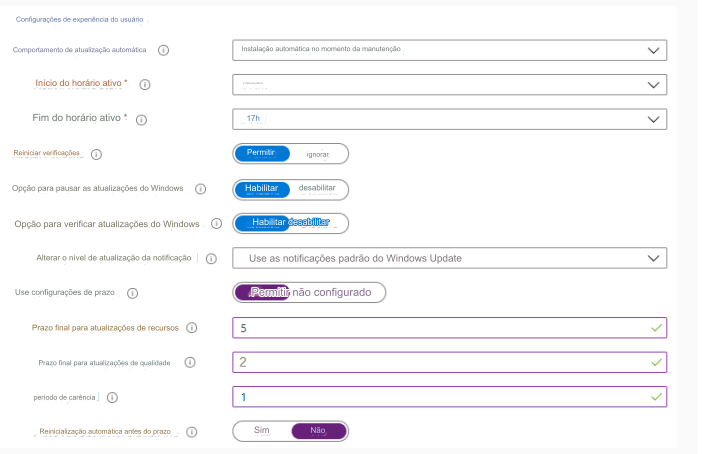 Configurações de experiência do usuário
Comportamento de atualização automática
Instalação automática no momento da manutenção
Início do horário ativo *
Fim do horário ativo *
17h
Reiniciar verificações
Permitir ignorar
Opção para pausar as atualizações do Windows
Habilitar desabilitar
Opção para verificar atualizações do Windows
Habilitar desabilitar
Alterar o nível de atualização da notificação
Use as notificações padrão do Windows Update
Use configurações de prazo
Permitir não configurado
Prazo final para atualizações de recursos
5
Prazo final para atualizações de qualidade
2
período de carência
1
Reinicialização automática antes do prazo
Sim Não